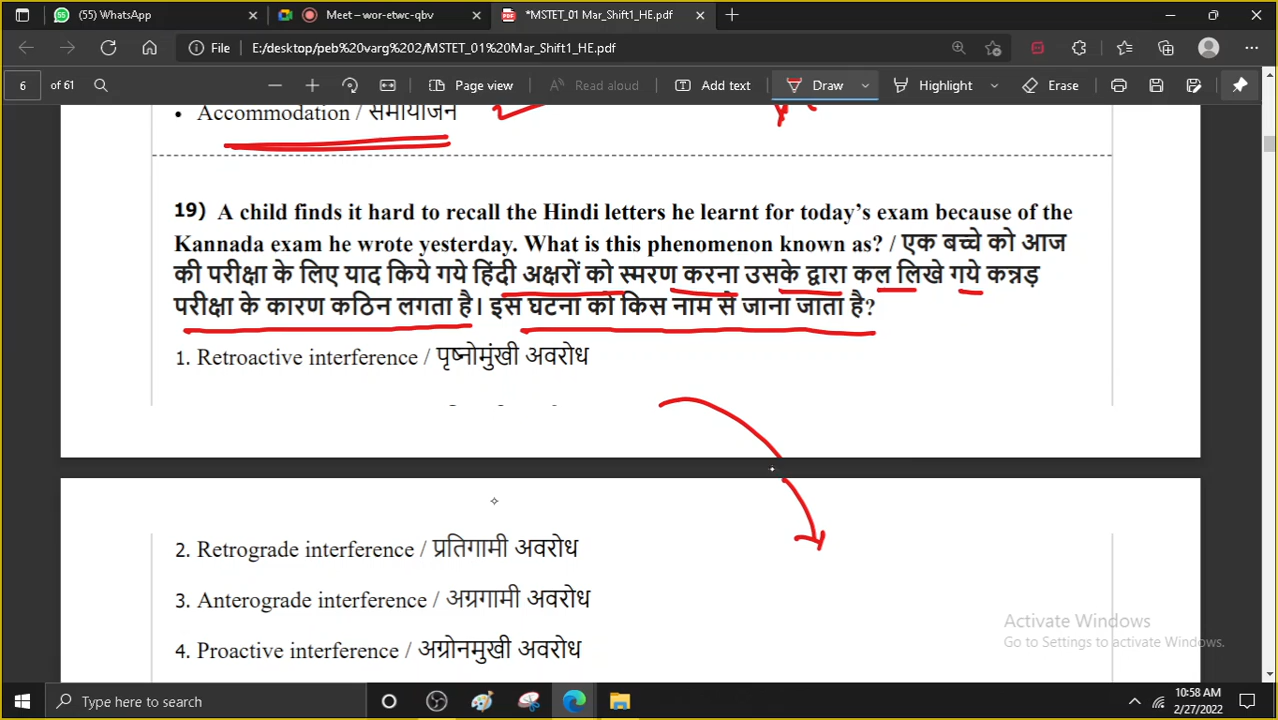 (55) WhatsApp
Meet – wor-etwc-qbv
*MSTET_01 Mar_Shift1_HE.pdf
File
E:/desktop/peb%20varg%202/MSTET_01%20Mar_Shift1_HE.pdf
6 of 61
Page view
Read aloud
Add text
Draw
Highlight
Erase
• Accommodation / समायोजन
19) A child finds it hard to recall the Hindi letters he learnt for today's exam because of the
Kannada exam he wrote yesterday. What is this phenomenon known as? / एक बच्चे को आज
की परीक्षा के लिए याद किये गये हिंदी अक्षरों को स्मरण करना उसके द्वारा कल लिखे गये कन्नड़
परीक्षा के कारण कठिन लगता है। इस घटना को किस नाम से जाना जाता है?
1. Retroactive interference / पृष्नोमुंखी अवरोध
2. Retrograde interference / प्रतिगामी अवरोध
3. Anterograde interference / अग्रगामी अवरोध
4. Proactive interference / अग्रोनमुखी अवरोध
Activate Windows
Go to Settings to activate Windows.
Type here to search
10:58 AM
2/27/2022